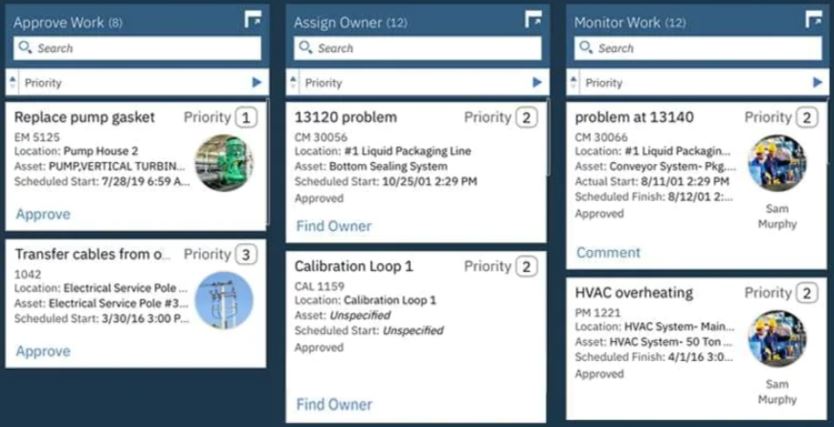 Approve Work (8)
Search
Priority
Replace pump gasket Priority 1
EM 5125
Location: Pump House 2
Asset: PUMP,VERTICAL TURBIN...
Scheduled Start: 7/28/19 6:59 A...
Approve
Transfer cables from o... Priority 3
1042
Location: Electrical Service Pole ...
Asset: Electrical Service Pole #3...
Scheduled Start: 3/30/16 3:00 P...
Approve
Assign Owner (12)
Search
Priority
13120 problem Priority 2
CM 30056
Location: #1 Liquid Packaging Line
Asset: Bottom Sealing System
Scheduled Start: 10/25/01 2:29 PM
Approved
Find Owner
Calibration Loop 1 Priority 2
CAL 1159
Location: Calibration Loop 1
Asset: Unspecified
Scheduled Start: Unspecified
Approved
Find Owner
Monitor Work (12)
Search
Priority
problem at 13140 Priority 2
CM 30066
Location: #1 Liquid Packagin...
Asset: Conveyor System- Pkg...
Actual Start: 8/11/01 2:29 PM
Scheduled Finish: 8/12/01 2:...
Approved
Sam
Murphy
Comment
HVAC overheating Priority 2
PM 1221
Location: HVAC System- Main...
Asset: HVAC System- 50 Ton ...
Scheduled Finish: 4/1/16 3:0...
Approved
Sam
Murphy